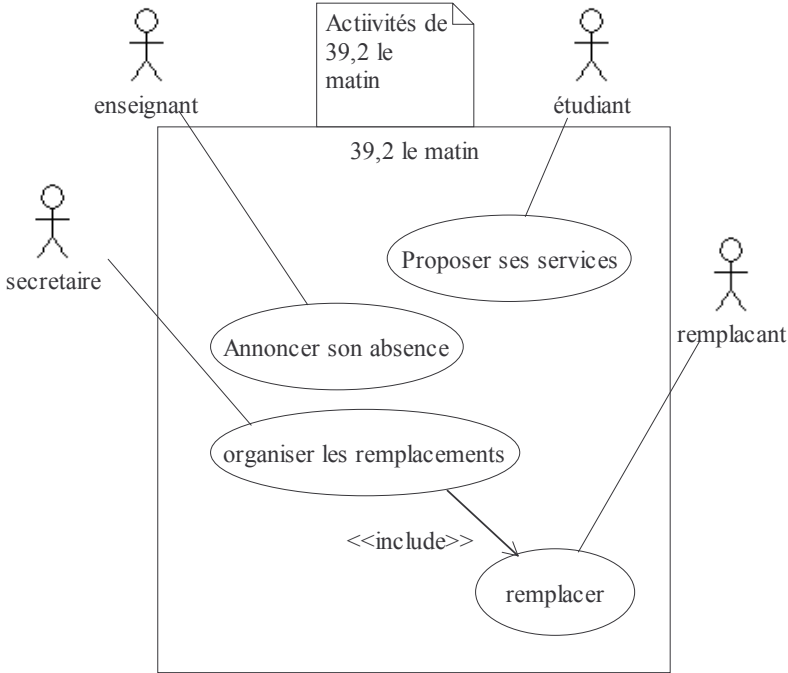 Actiivités de
39,2 le
matin
enseignant
étudiant
39,2 le matin
Proposer ses services
secretaire
remplacant
Annoncer son absence
organiser les remplacements
<<include>>
remplacer